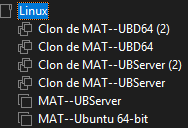 Linux
Clon de MAT--UBD64 (2)
Clon de MAT--UBD64
Clon de MAT--UBServer (2)
Clon de MAT--UBServer
MAT--UBServer
MAT--Ubuntu 64-bit